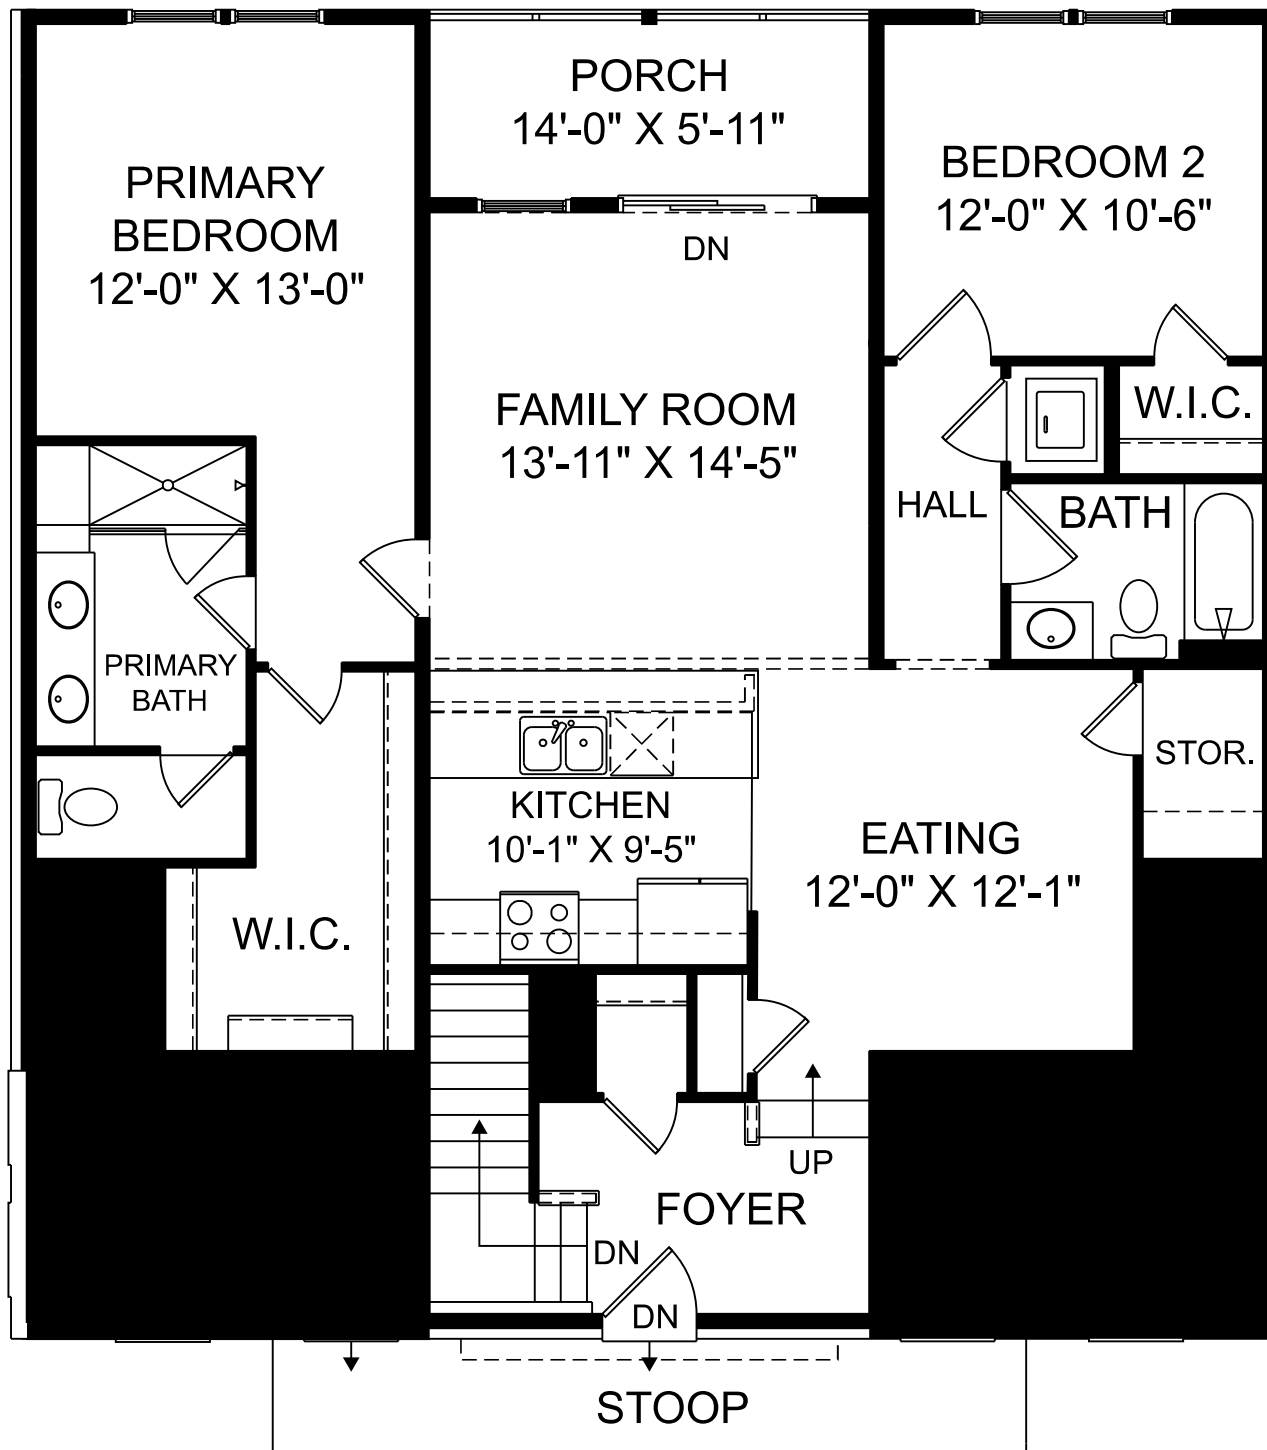 PORCH
14'-0" X 5'-11"
PRIMARY
BEDROOM
12'-0" X 13'-0"
BEDROOM 2
12'-0" X 10'-6"
DN
FAMILY ROOM
13'-11" X 14'-5"
W.I.C.
HALL
BATH
PRIMARY
BATH
STOR.
KITCHEN
10'-1" X 9'-5"
EATING
12'-0" X 12'-1"
W.I.C.
UP
FOYER
DN
DN
STOOP